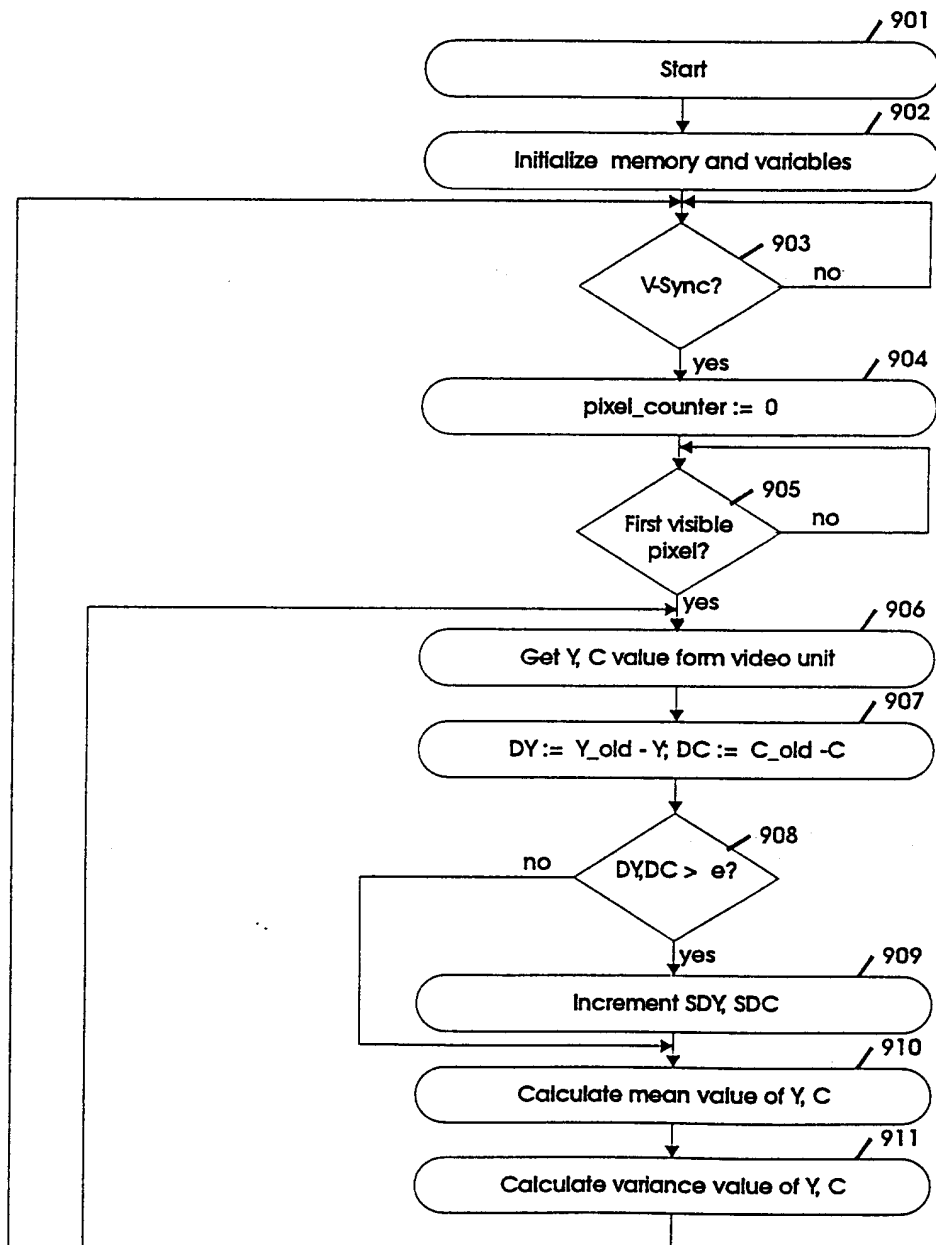 901
Start
902
Initialize memory and variables
903
V-Sync?
no
yes
904
pixel_counter := 0
905
First visible
pixel?
no
yes
906
Get Y, C value form video unit
907
DY := Y_old - Y; DC := C_old -C
908
no
DY,DC > e?
yes
909
Increment SDY, SDC
910
Calculate mean value of Y, C
911
Calculate variance value of Y, C